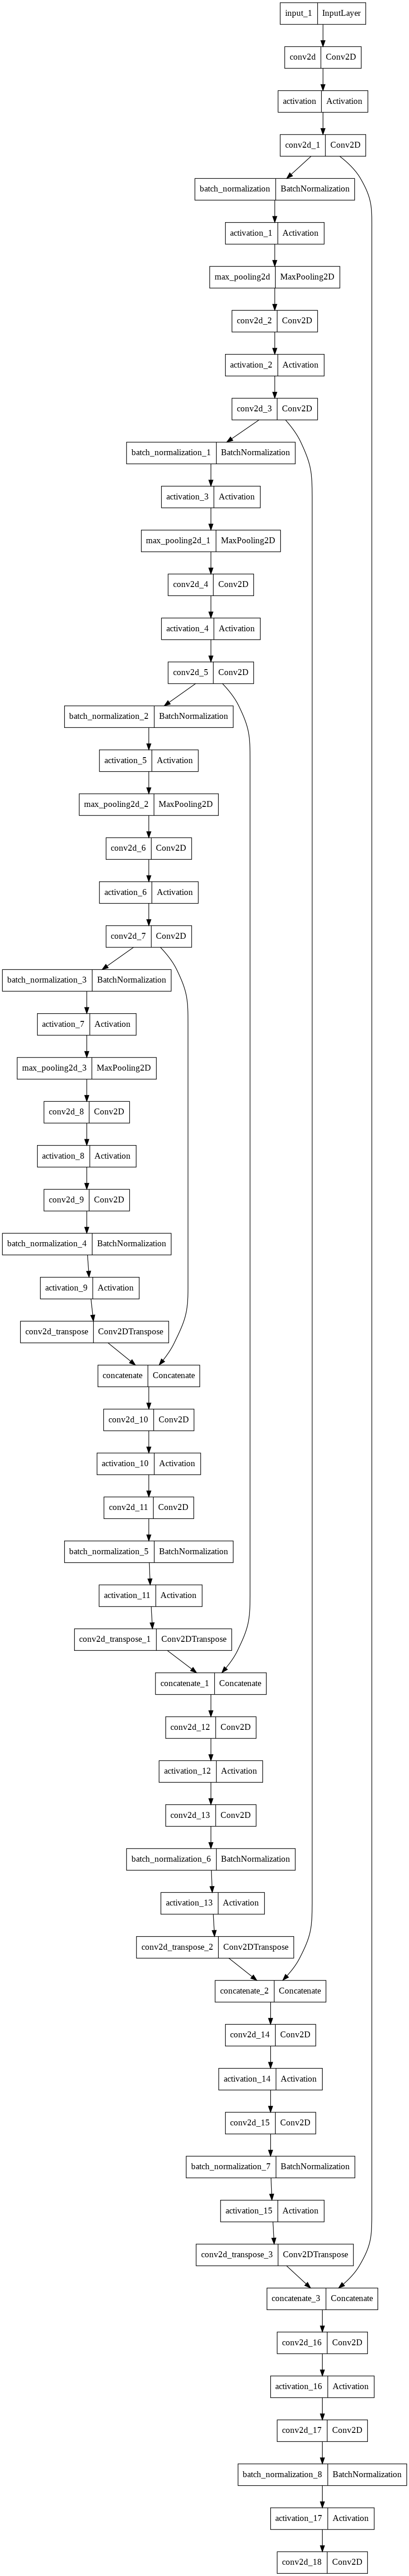 input_1 InputLayer
conv2d Conv2D
activation Activation
conv2d_1 Conv2D
batch_normalization BatchNormalization
activation_1 Activation
max_pooling2d MaxPooling2D
conv2d_2 Conv2D
activation_2 Activation
conv2d_3 Conv2D
batch_normalization_1 BatchNormalization
activation_3 Activation
max_pooling2d_1 MaxPooling2D
conv2d_4 Conv2D
activation_4 Activation
conv2d_5 Conv2D
batch_normalization_2 BatchNormalization
activation_5 Activation
max_pooling2d_2 MaxPooling2D
conv2d_6 Conv2D
activation_6 Activation
conv2d_7 Conv2D
batch_normalization_3 BatchNormalization
activation_7 Activation
max_pooling2d_3 MaxPooling2D
conv2d_8 Conv2D
activation_8 Activation
conv2d_9 Conv2D
batch_normalization_4 BatchNormalization
activation_9 Activation
conv2d_transpose Conv2DTranspose
concatenate Concatenate
conv2d_10 Conv2D
activation_10 Activation
conv2d_11 Conv2D
batch_normalization_5 BatchNormalization
activation_11 Activation
conv2d_transpose_1 Conv2DTranspose
concatenate_1 Concatenate
conv2d_12 Conv2D
activation_12 Activation
conv2d_13 Conv2D
batch_normalization_6 BatchNormalization
activation_13 Activation
conv2d_transpose_2 Conv2DTranspose
concatenate_2 Concatenate
conv2d_14 Conv2D
activation_14 Activation
conv2d_15 Conv2D
batch_normalization_7 BatchNormalization
activation_15 Activation
conv2d_transpose_3 Conv2DTranspose
concatenate_3 Concatenate
conv2d_16 Conv2D
activation_16 Activation
conv2d_17 Conv2D
batch_normalization_8 BatchNormalization
activation_17 Activation
conv2d_18 Conv2D